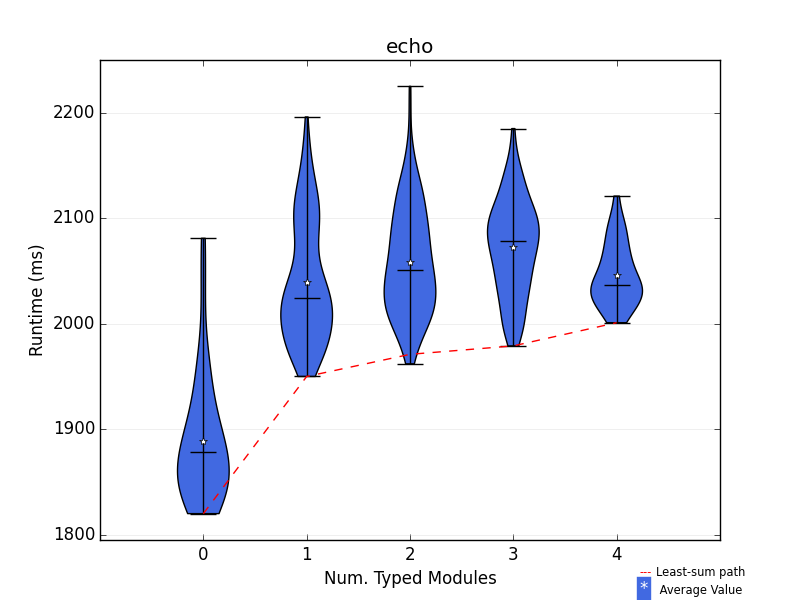 echo
2200
2100
2000
1900
1800
Runtime (ms)
0 1 2 3 4
Num. Typed Modules
--- Least-sum path
* Average Value